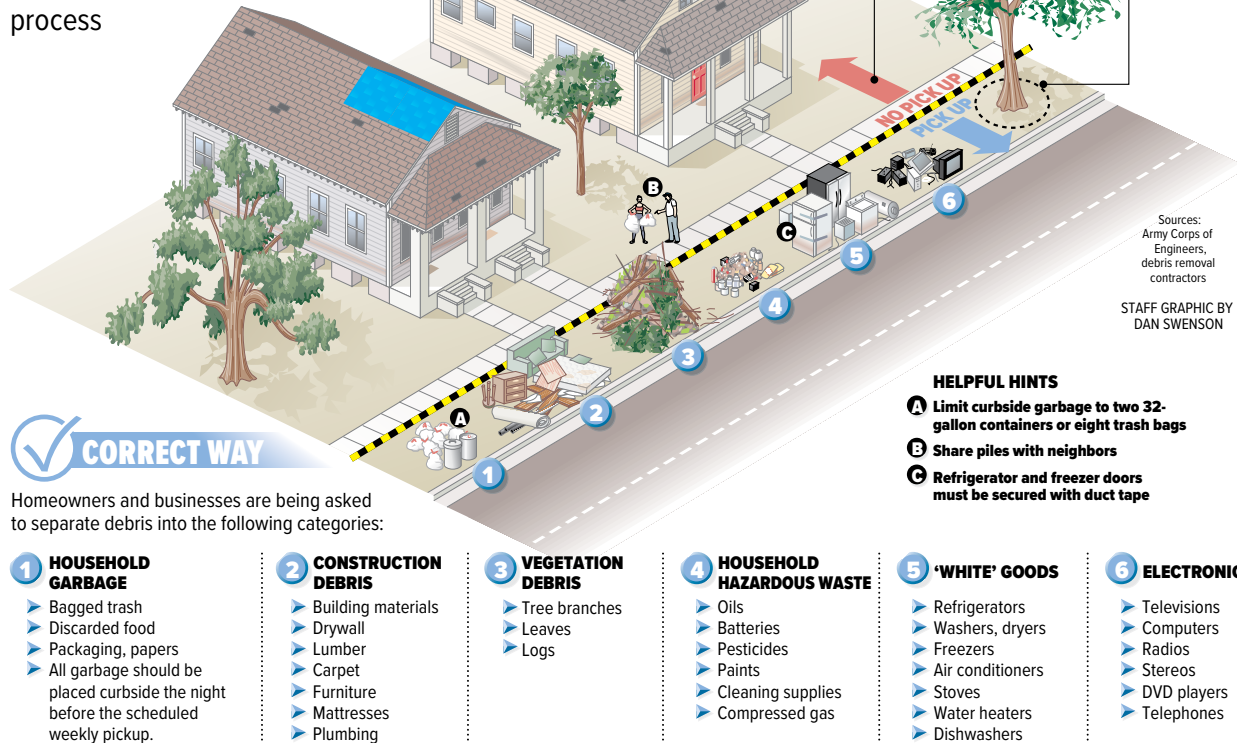 process
NO PICK UP
PICK UP
B
C
6
5
4
3
2
A
1
Sources:
Army Corps of
Engineers,
debris removal
contractors
STAFF GRAPHIC BY
DAN SWENSON
HELPFUL HINTS
A Limit curbside garbage to two 32-
gallon containers or eight trash bags
B Share piles with neighbors
C Refrigerator and freezer doors
must be secured with duct tape
CORRECT WAY
Homeowners and businesses are being asked
to separate debris into the following categories:
1 HOUSEHOLD
GARBAGE
Bagged trash
Discarded food
Packaging, papers
All garbage should be
placed curbside the night
before the scheduled
weekly pickup.
2 CONSTRUCTION
DEBRIS
Building materials
Drywall
Lumber
Carpet
Furniture
Mattresses
Plumbing
3 VEGETATION
DEBRIS
Tree branches
Leaves
Logs
4 HOUSEHOLD
HAZARDOUS WASTE
Oils
Batteries
Pesticides
Paints
Cleaning supplies
Compressed gas
5 ‘WHITE’ GOODS
Refrigerators
Washers, dryers
Freezers
Air conditioners
Stoves
Water heaters
Dishwashers
6 ELECTRONIC
Televisions
Computers
Radios
Stereos
DVD players
Telephones